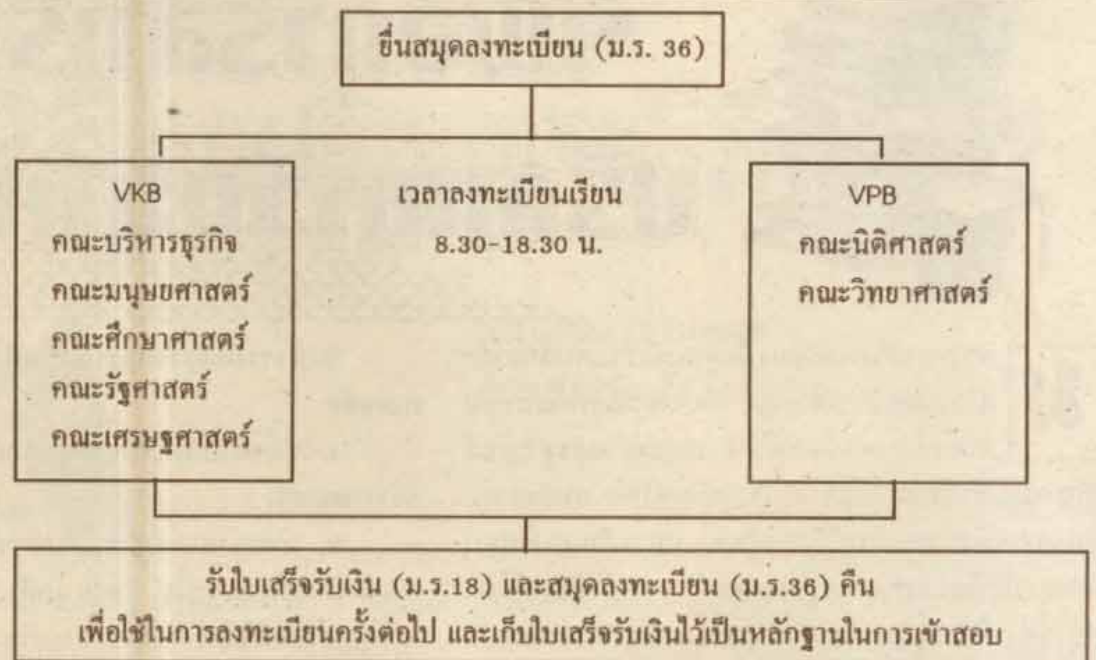 ยื่นสมุดลงทะเบียน (ม.ร. 36)
VKB
คณะบริหารธุรกิจ
คณะมนุษยศาสตร์
คณะศึกษาศาสตร์
คณะรัฐศาสตร์
คณะเศรษฐศาสตร์
เวลาลงทะเบียนเรียน
8.30-18.30 น.
VPB
คณะนิติศาสตร์
คณะวิทยาศาสตร์
รับใบเสร็จรับเงิน (ม.ร.18) และสมุดลงทะเบียน (ม.ร.36) คืน
เพื่อใช้ในการลงทะเบียนครั้งต่อไป และเก็บใบเสร็จรับเงินไว้เป็นหลักฐานในการเข้าสอบ